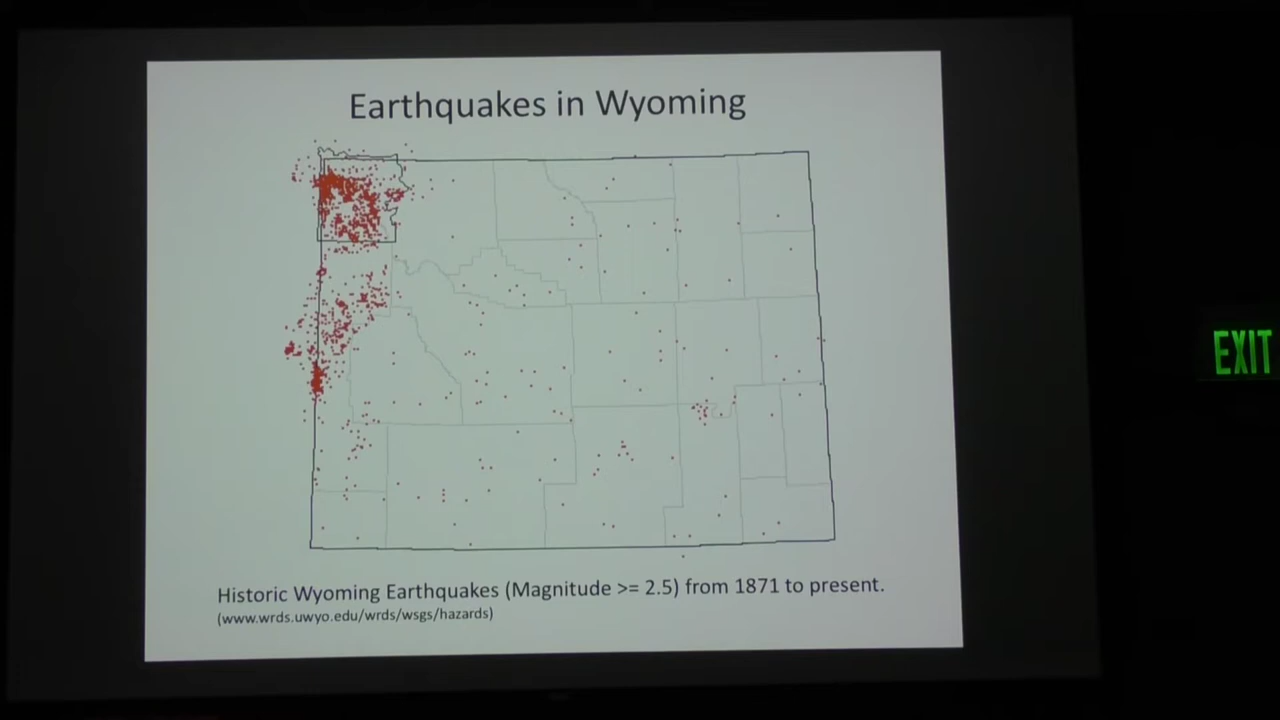 Earthquakes in Wyoming
EXIT
Historic Wyoming Earthquakes (Magnitude >= 2.5) from 1871 to present.
(www.wrds.uwyo.edu/wrds/wsgs/hazards)